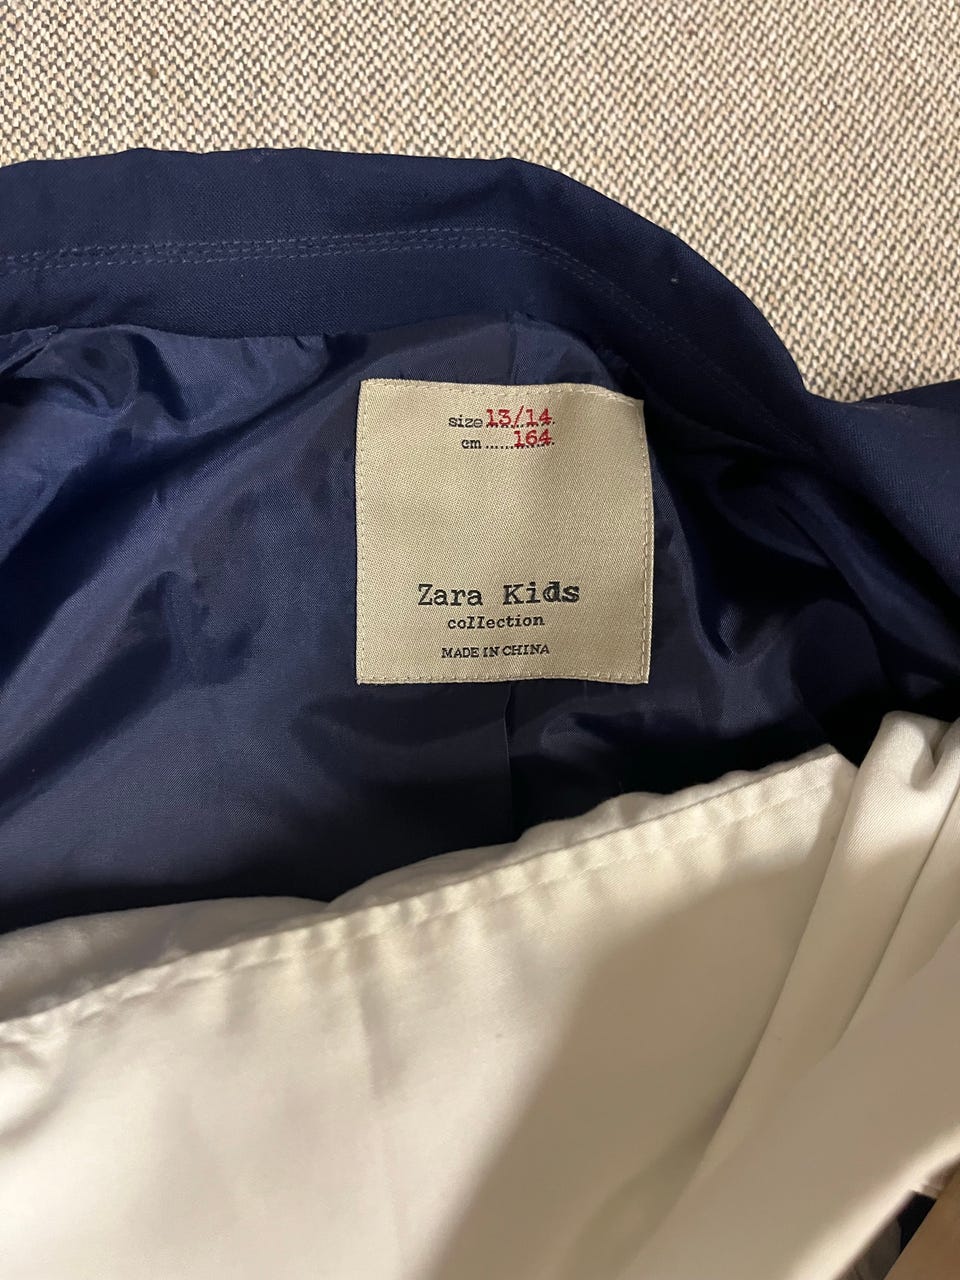 size 13/14
cm ...... 164
Zara Kids
collection
MADE IN CHINA